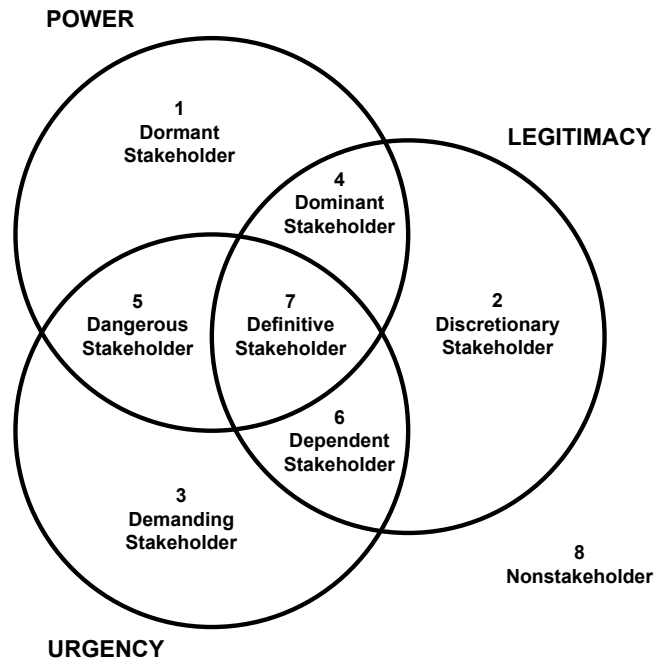 POWER
1
Dormant
Stakeholder
LEGITIMACY
4
Dominant
Stakeholder
5
Dangerous
Stakeholder
7
Definitive
Stakeholder
2
Discretionary
Stakeholder
6
Dependent
Stakeholder
3
Demanding
Stakeholder
8
Nonstakeholder
URGENCY